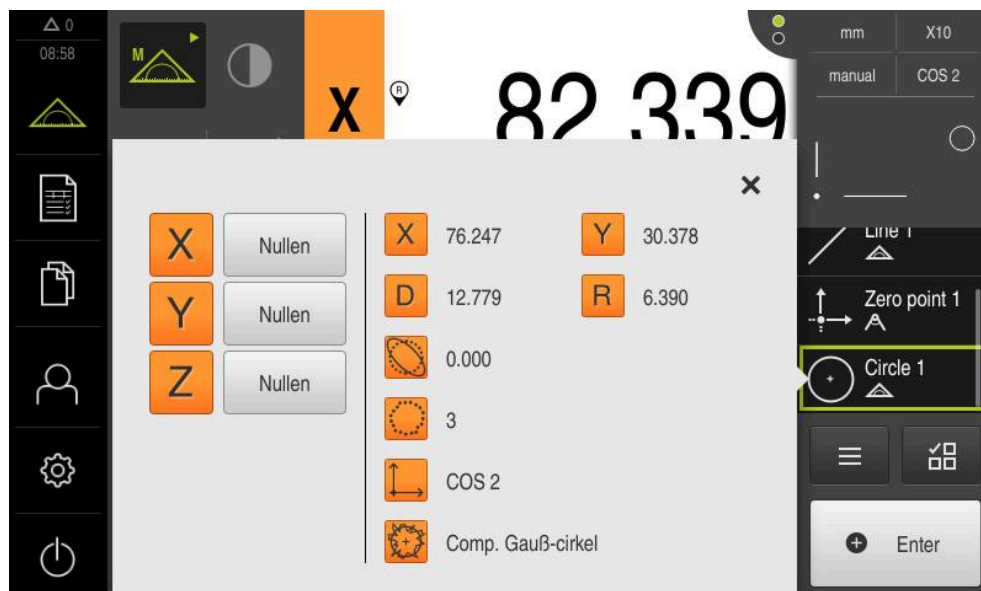 0
08:58
M
X
R
82.339
mm X10
manual COS 2
X Nullen
Y Nullen
Z Nullen
X 76.247 Y 30.378
D 12.779 R 6.390
0.000
3
COS 2
Comp. Gauß-cirkel
Line 1
Zero point 1
Circle 1
Enter